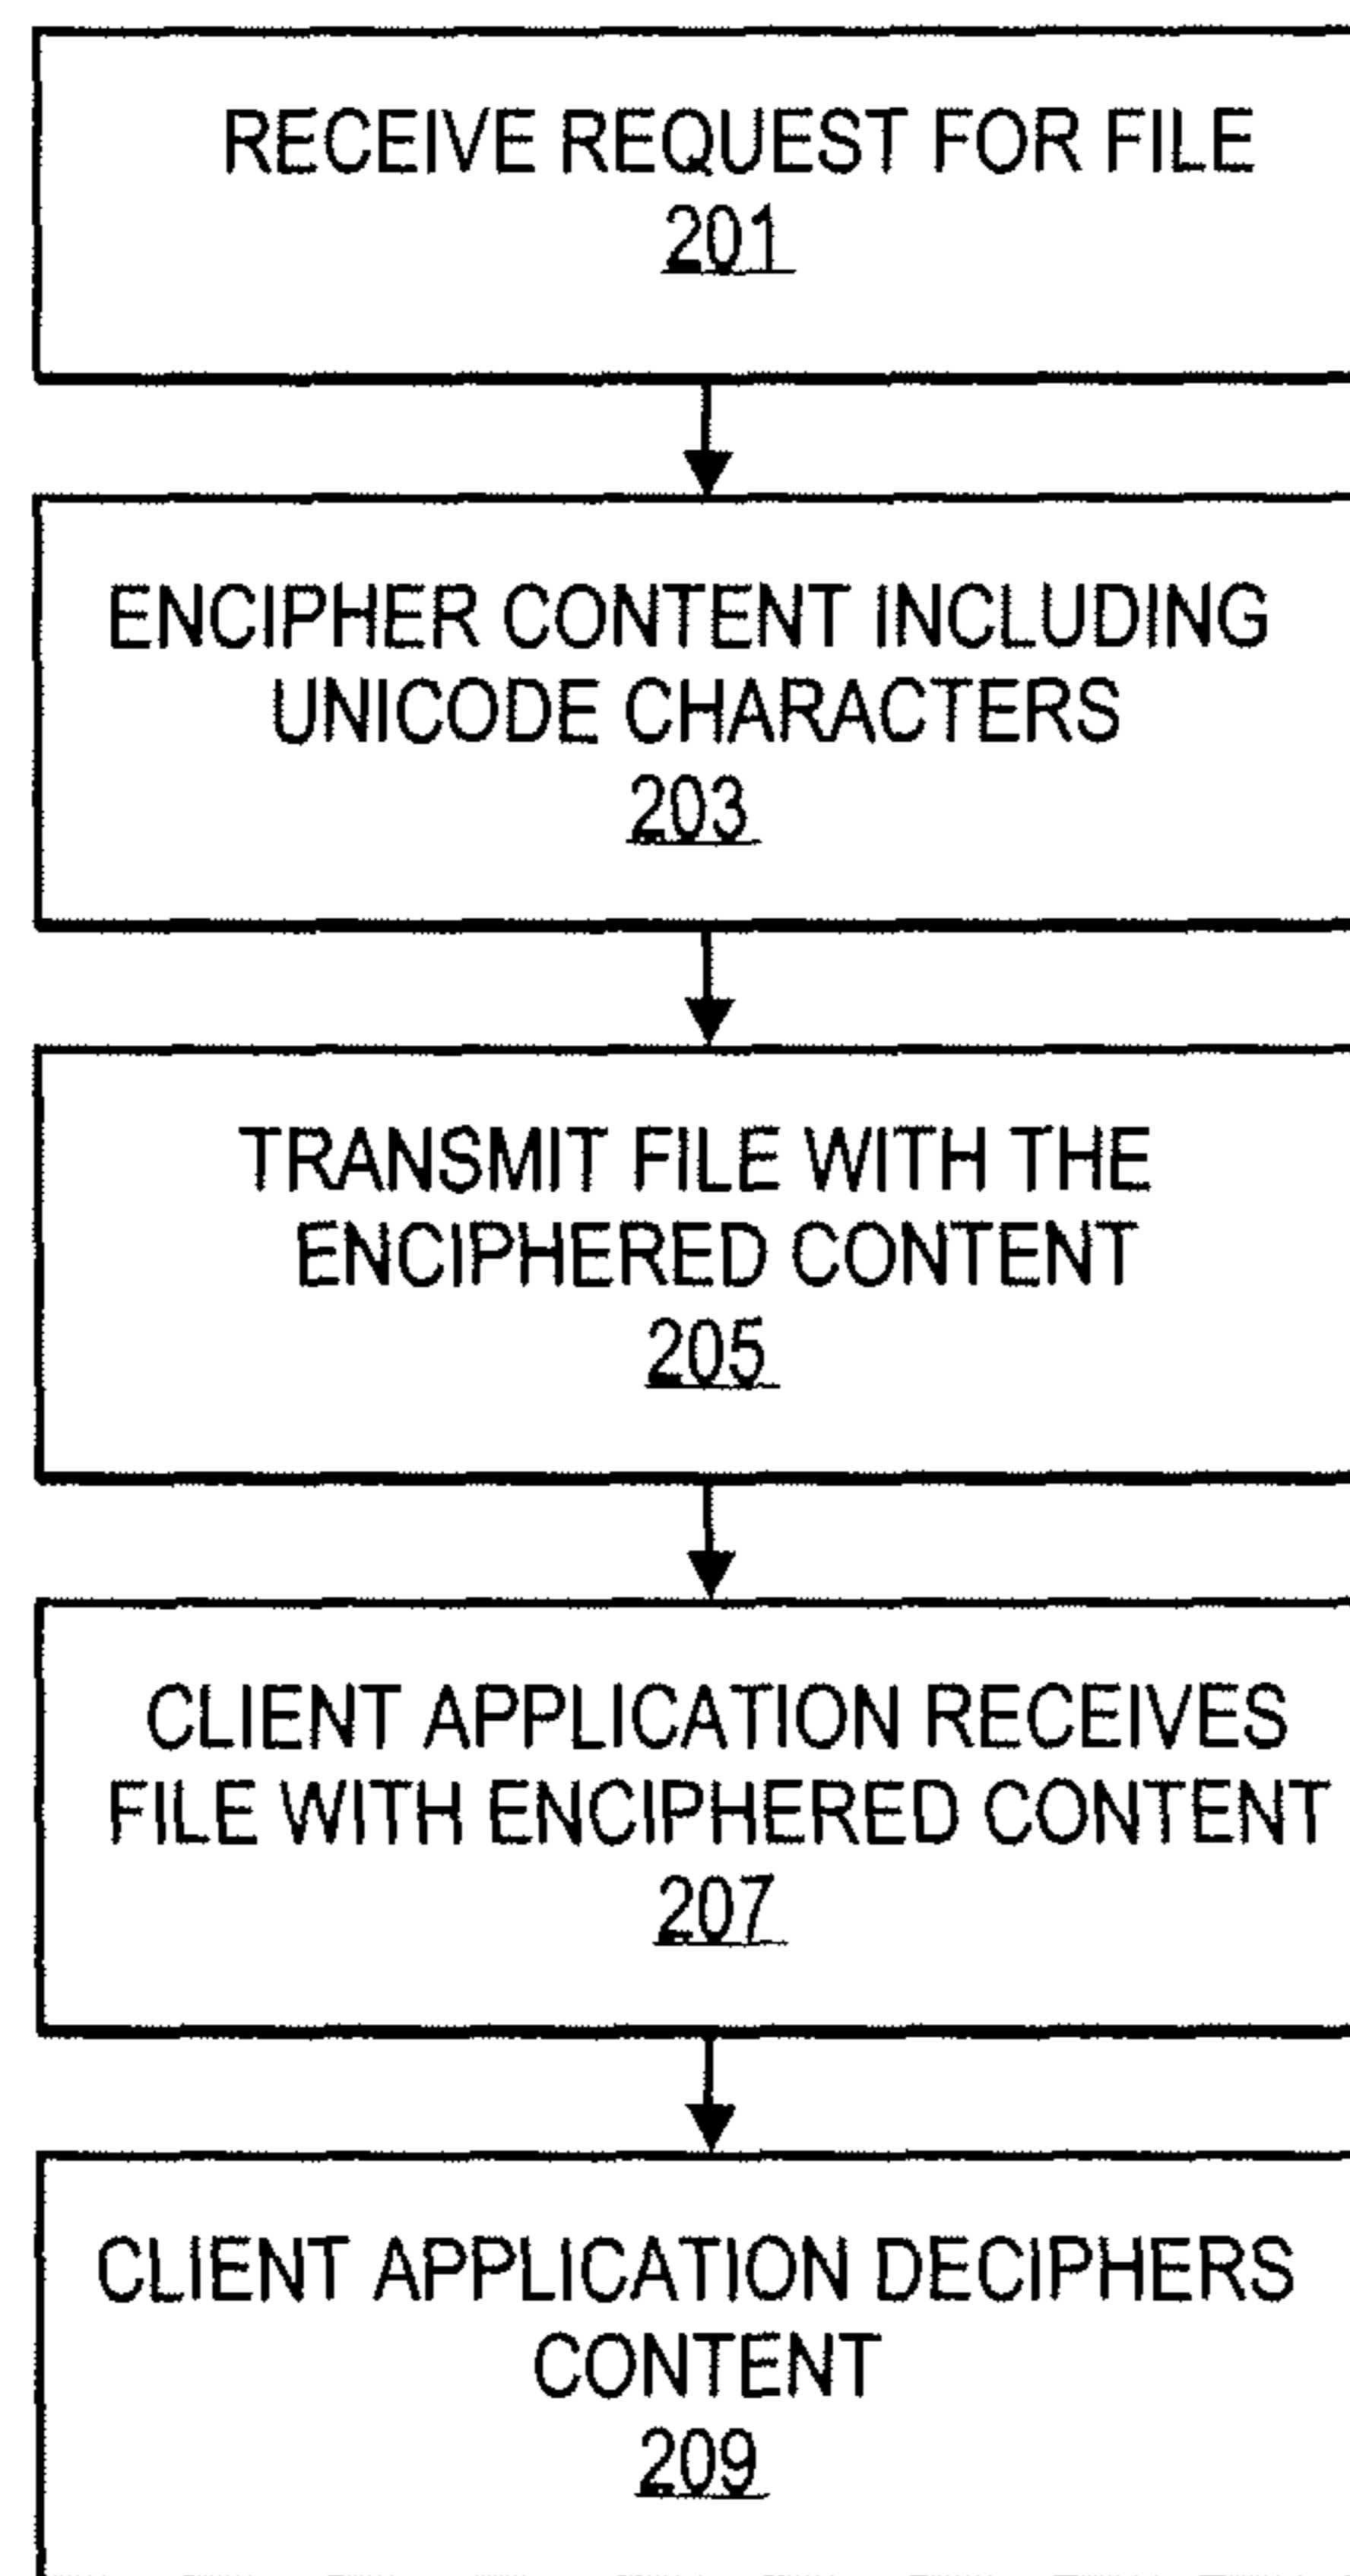 RECEIVE REQUEST FOR FILE
201
ENCIPHER CONTENT INCLUDING
UNICODE CHARACTERS
203
TRANSMIT FILE WITH THE
ENCIPHERED CONTENT
205
CLIENT APPLICATION RECEIVES
FILE WITH ENCIPHERED CONTENT
207
CLIENT APPLICATION DECIPHERS
CONTENT
209